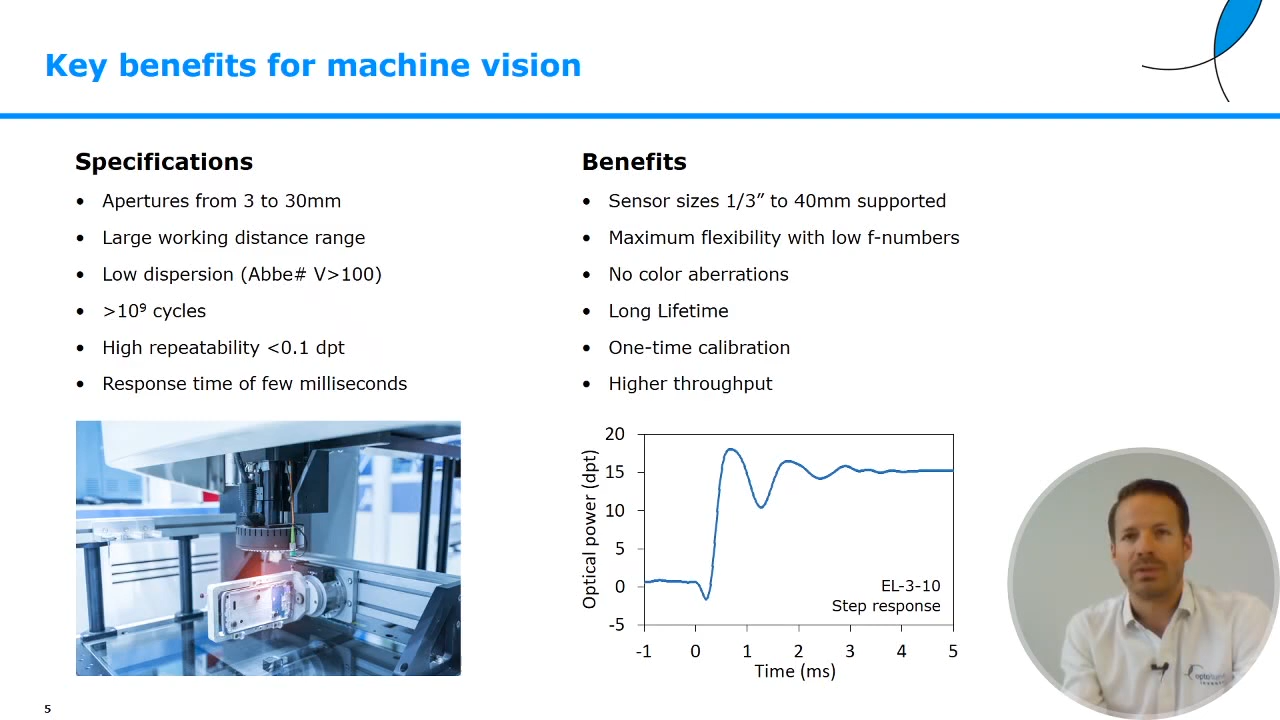 Key benefits for machine vision
Specifications
• Apertures from 3 to 30mm
• Large working distance range
• Low dispersion (Abbe# V>100)
• >10⁹ cycles
• High repeatability <0.1 dpt
• Response time of few milliseconds
Benefits
• Sensor sizes 1/3” to 40mm supported
• Maximum flexibility with low f-numbers
• No color aberrations
• Long Lifetime
• One-time calibration
• Higher throughput
Optical power (dpt)
20
15
10
5
0
-5
EL-3-10
Step response
-1 0 1 2 3 4 5
Time (ms)
5